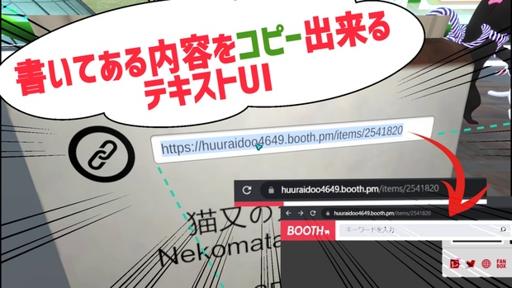 書いてある内容をコピー出来る
テキストUI
https://huuraidoo4649.booth.pm/items/2541820
huuraidoo4649.booth.pm/items/2541820
huuraidoo4649.booth.pm/items/2541820
BOOTH
キーワードを入力
FAN
BOX
猫又の
Nekomata